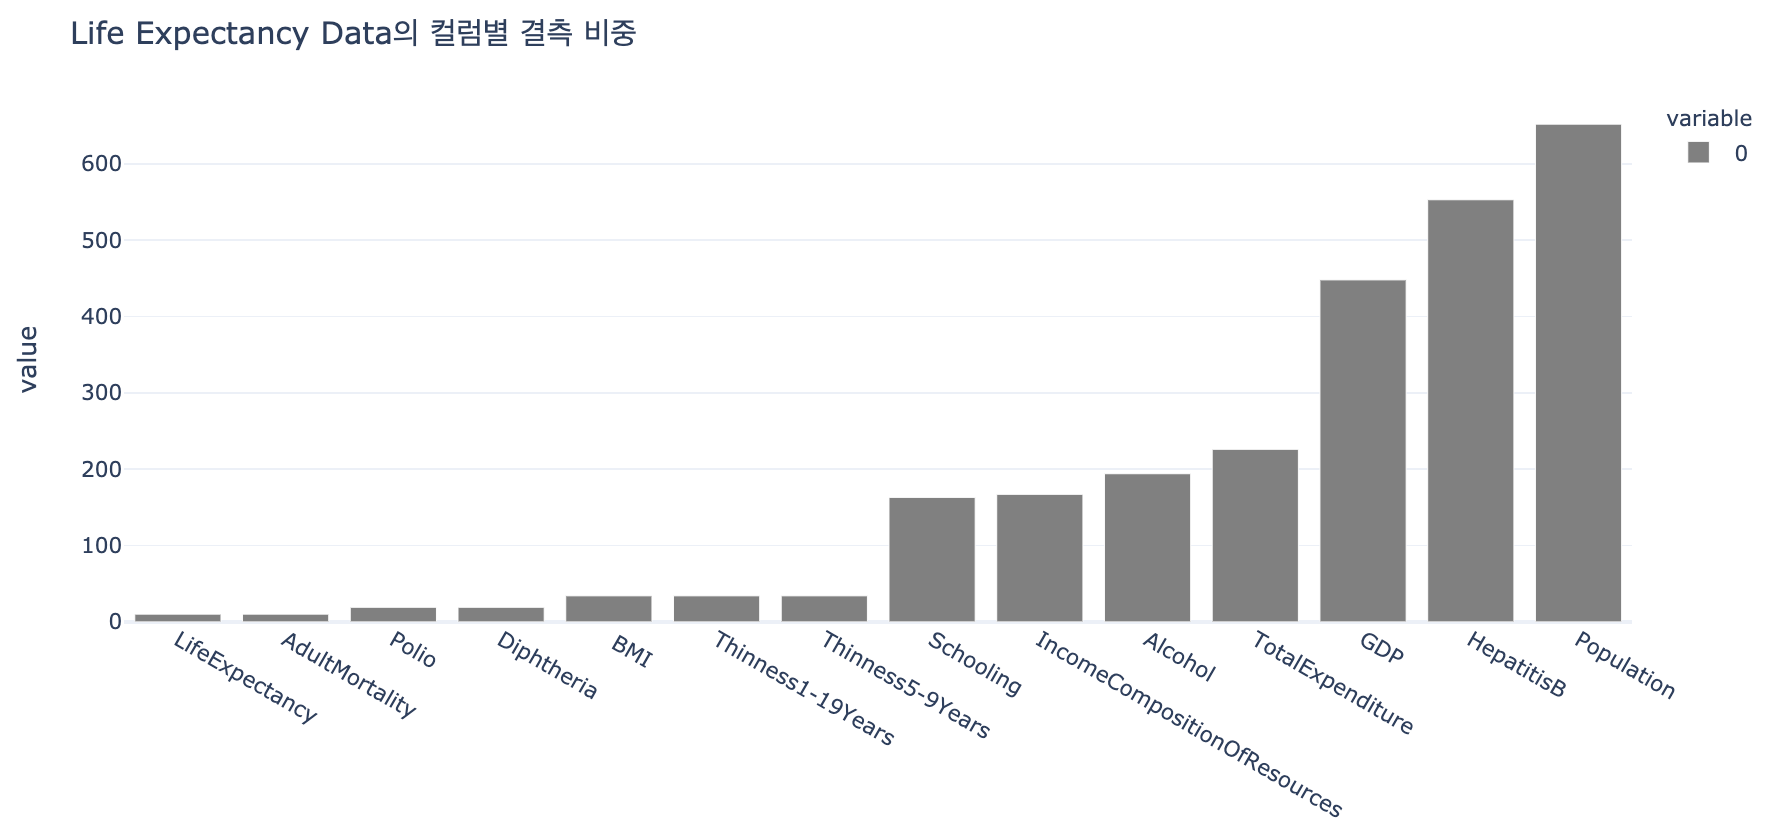 Life Expectancy Data의 컬럼별 결측 비중
variable
0
value
600
500
400
300
200
100
0
LifeExpectancy
AdultMortality
Polio
Diphtheria
BMI
Thinness1-19Years
Thinness5-9Years
Schooling
IncomeCompositionOfResources
Alcohol
TotalExpenditure
GDP
HepatitisB
Population